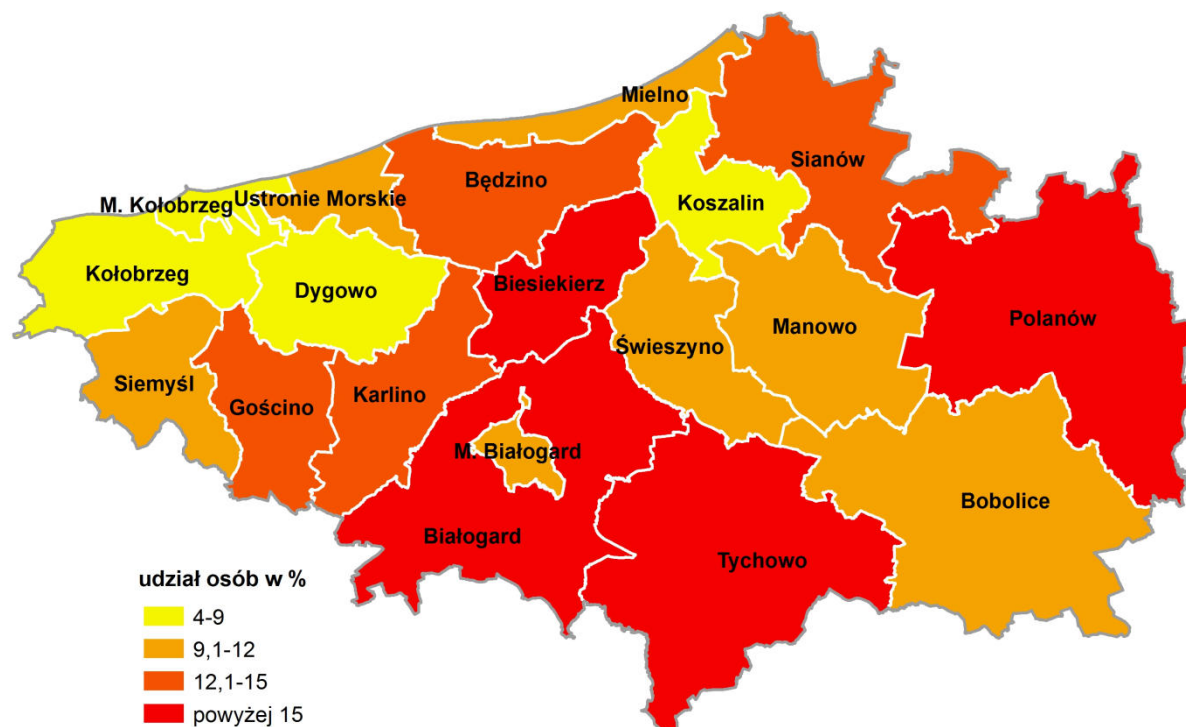 Mielno
Sianów
Będzino
M. Kołobrzeg
Ustronie Morskie
Koszalin
Kołobrzeg
Dygowo
Biesiekierz
Polanów
Manowo
Świeszyno
Siemyśl
Gościno
Karlino
M. Białogard
Bobolice
Białogard
Tychowo
udział osób w %
4-9
9,1-12
12,1-15
powyżej 15